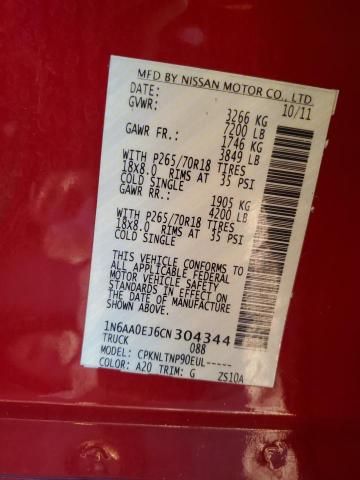 MFD BY NISSAN MOTOR CO., LTD
DATE: 10/11
GVWR: 3266 KG
7200 LB
GAWR FR.: 1746 KG
3849 LB
WITH P265/70R18 TIRES
18X8.0 RIMS AT 35 PSI
COLD SINGLE
GAWR RR.: 1905 KG
4200 LB
WITH P265/70R18 TIRES
18X8.0 RIMS AT 35 PSI
COLD SINGLE
THIS VEHICLE CONFORMS TO
ALL APPLICABLE FEDERAL
MOTOR VEHICLE SAFETY
STANDARDS IN EFFECT ON
THE DATE OF MANUFACTURE
SHOWN ABOVE.
1N6AA0EJ6CN304344
TRUCK 088
MODEL: CPKNLTNP90EUL-----
COLOR: A20 TRIM: G ZS10A